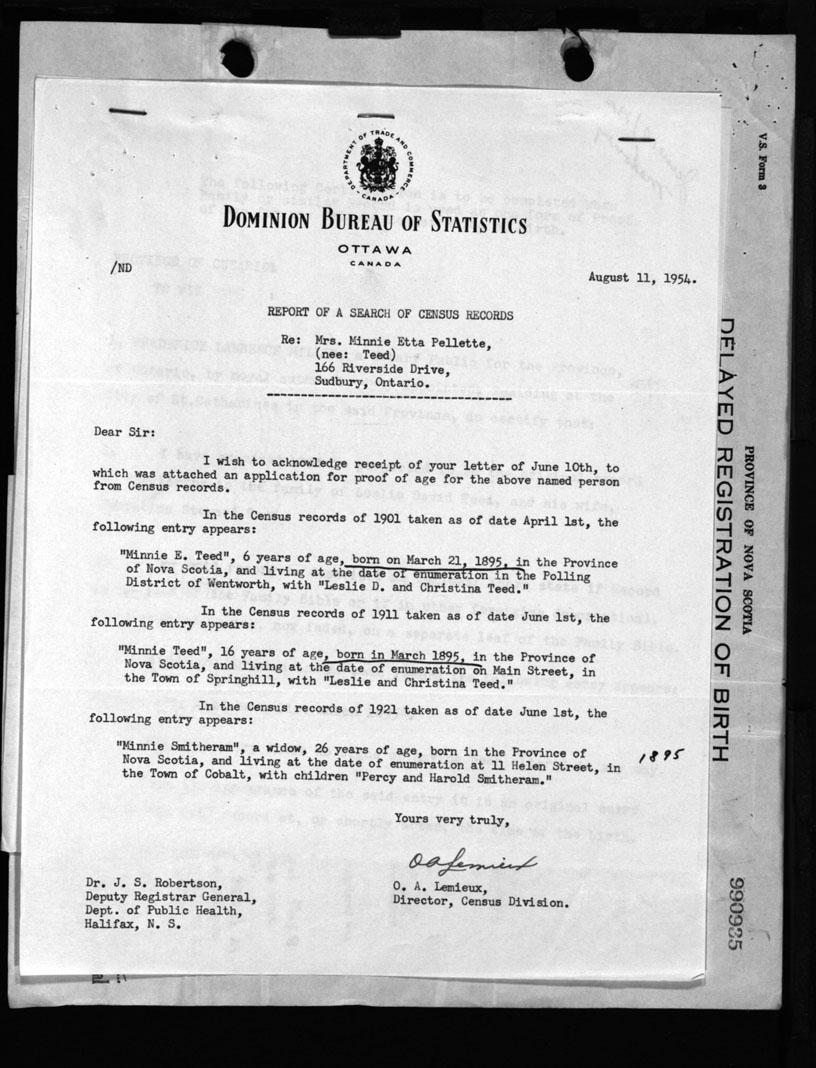 DEPARTMENT OF TRADE AND COMMERCE
CANADA
DOMINION BUREAU OF STATISTICS
OTTAWA
CANADA
/ND
August 11, 1954.
REPORT OF A SEARCH OF CENSUS RECORDS
Re: Mrs. Minnie Etta Pellette,
(nee: Teed)
166 Riverside Drive,
Sudbury, Ontario.
Dear Sir:
I wish to acknowledge receipt of your letter of June 10th, to
which was attached an application for proof of age for the above named person
from Census records.
In the Census records of 1901 taken as of date April 1st, the
following entry appears:
"Minnie E. Teed", 6 years of age, born on March 21, 1895, in the Province
of Nova Scotia, and living at the date of enumeration in the Polling
District of Wentworth, with "Leslie D. and Christina Teed."
In the Census records of 1911 taken as of date June 1st, the
following entry appears:
"Minnie Teed", 16 years of age, born in March 1895, in the Province of
Nova Scotia, and living at the date of enumeration on Main Street, in
the Town of Springhill, with "Leslie and Christina Teed."
In the Census records of 1921 taken as of date June 1st, the
following entry appears:
"Minnie Smitheram", a widow, 26 years of age, born in the Province of
Nova Scotia, and living at the date of enumeration at 11 Helen Street, in
the Town of Cobalt, with children "Percy and Harold Smitheram."
1895
Yours very truly,
OA Lemieux
O. A. Lemieux,
Director, Census Division.
Dr. J. S. Robertson,
Deputy Registrar General,
Dept. of Public Health,
Halifax, N. S.
V.S. Form 3
PROVINCE OF NOVA SCOTIA
DELAYED REGISTRATION OF BIRTH
990935